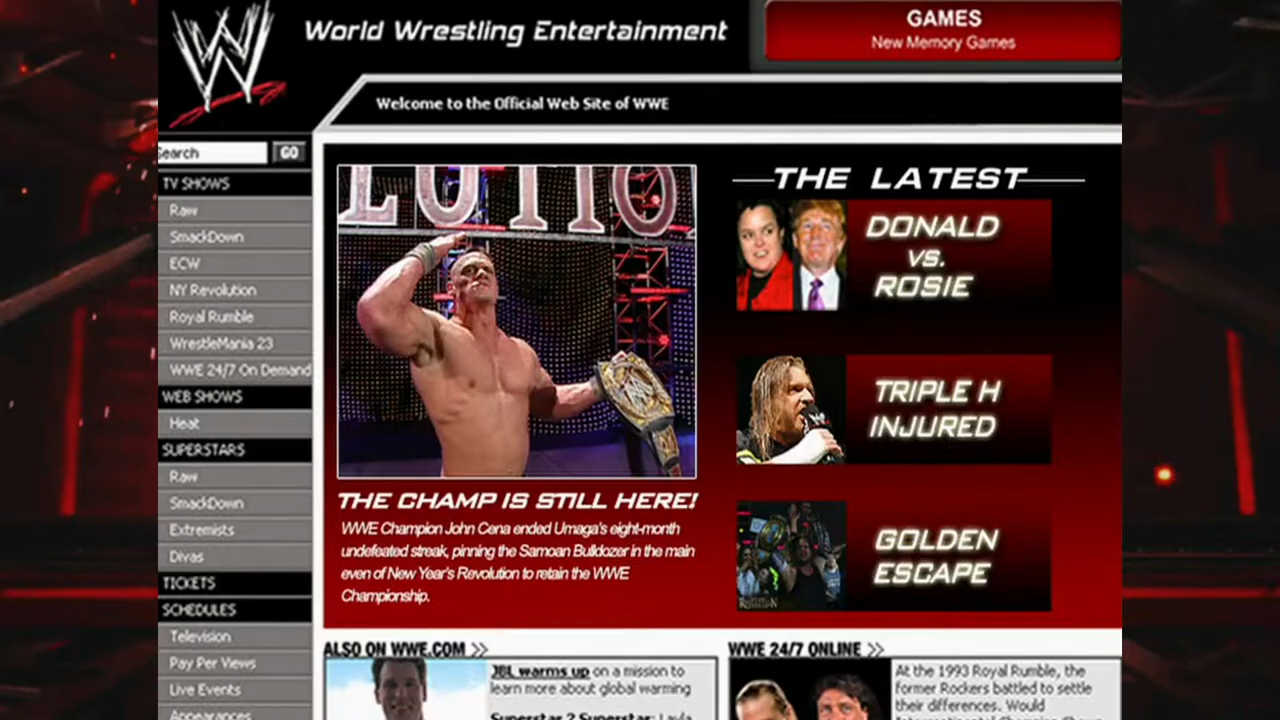 World Wrestling Entertainment
GAMES
New Memory Games
Welcome to the Official Web Site of WWE
Search
GO
TV SHOWS
Raw
SmackDown
ECW
NY Revolution
Royal Rumble
WrestleMania 23
WWE 24/7 On Demand
WEB SHOWS
Heat
SUPERSTARS
Raw
SmackDown
Extremists
Divas
TICKETS
SCHEDULES
Television
Pay Per Views
Live Events
Appearances
THE CHAMP IS STILL HERE!
WWE Champion John Cena ended Umaga's eight-month
undefeated streak, pinning the Samoan Bulldozer in the main
even of New Year's Revolution to retain the WWE
Championship.
THE LATEST
DONALD
VS.
ROSIE
TRIPLE H
INJURED
GOLDEN
ESCAPE
ALSO ON WWE.COM >>
JBL warms up on a mission to
learn more about global warming
Superstar 2 Superstar: Layla
WWE 24/7 ONLINE >>
At the 1993 Royal Rumble, the
former Rockers battled to settle
their differences. Would